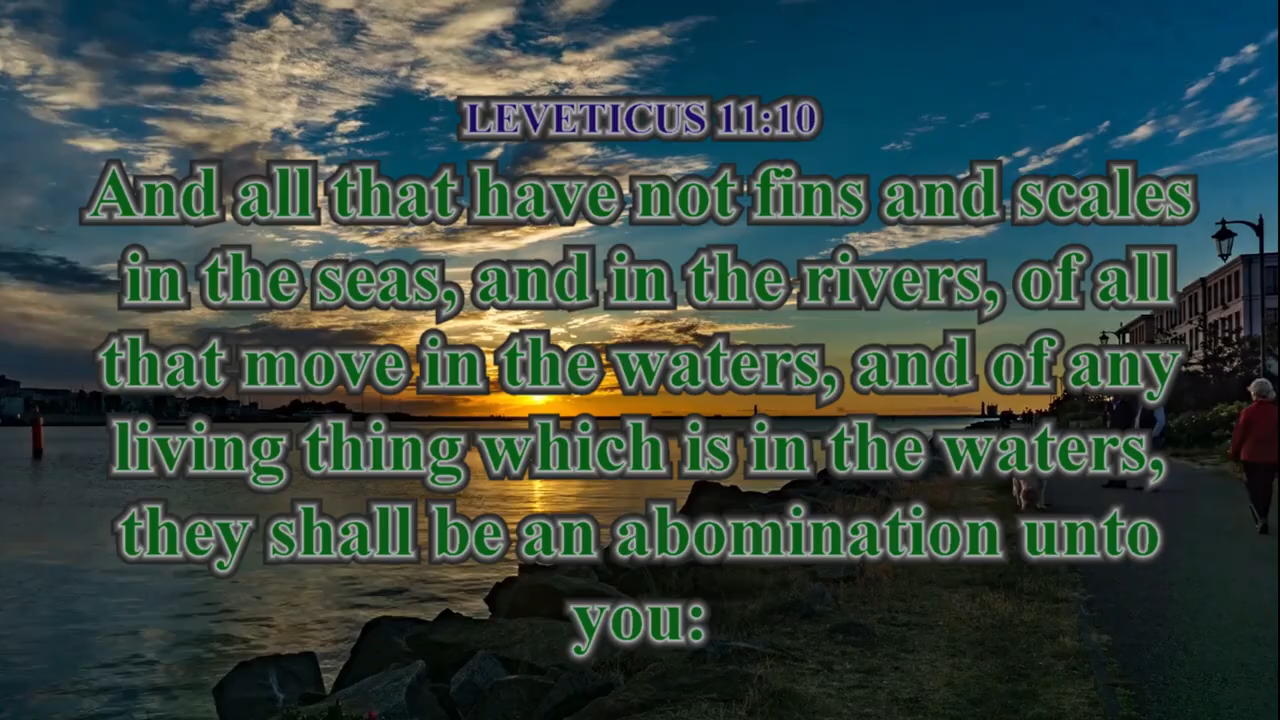 LEVETICUS 11:10
And all that have not fins and scales
in the seas, and in the rivers, of all
that move in the waters, and of any
living thing which is in the waters,
they shall be an abomination unto
you: